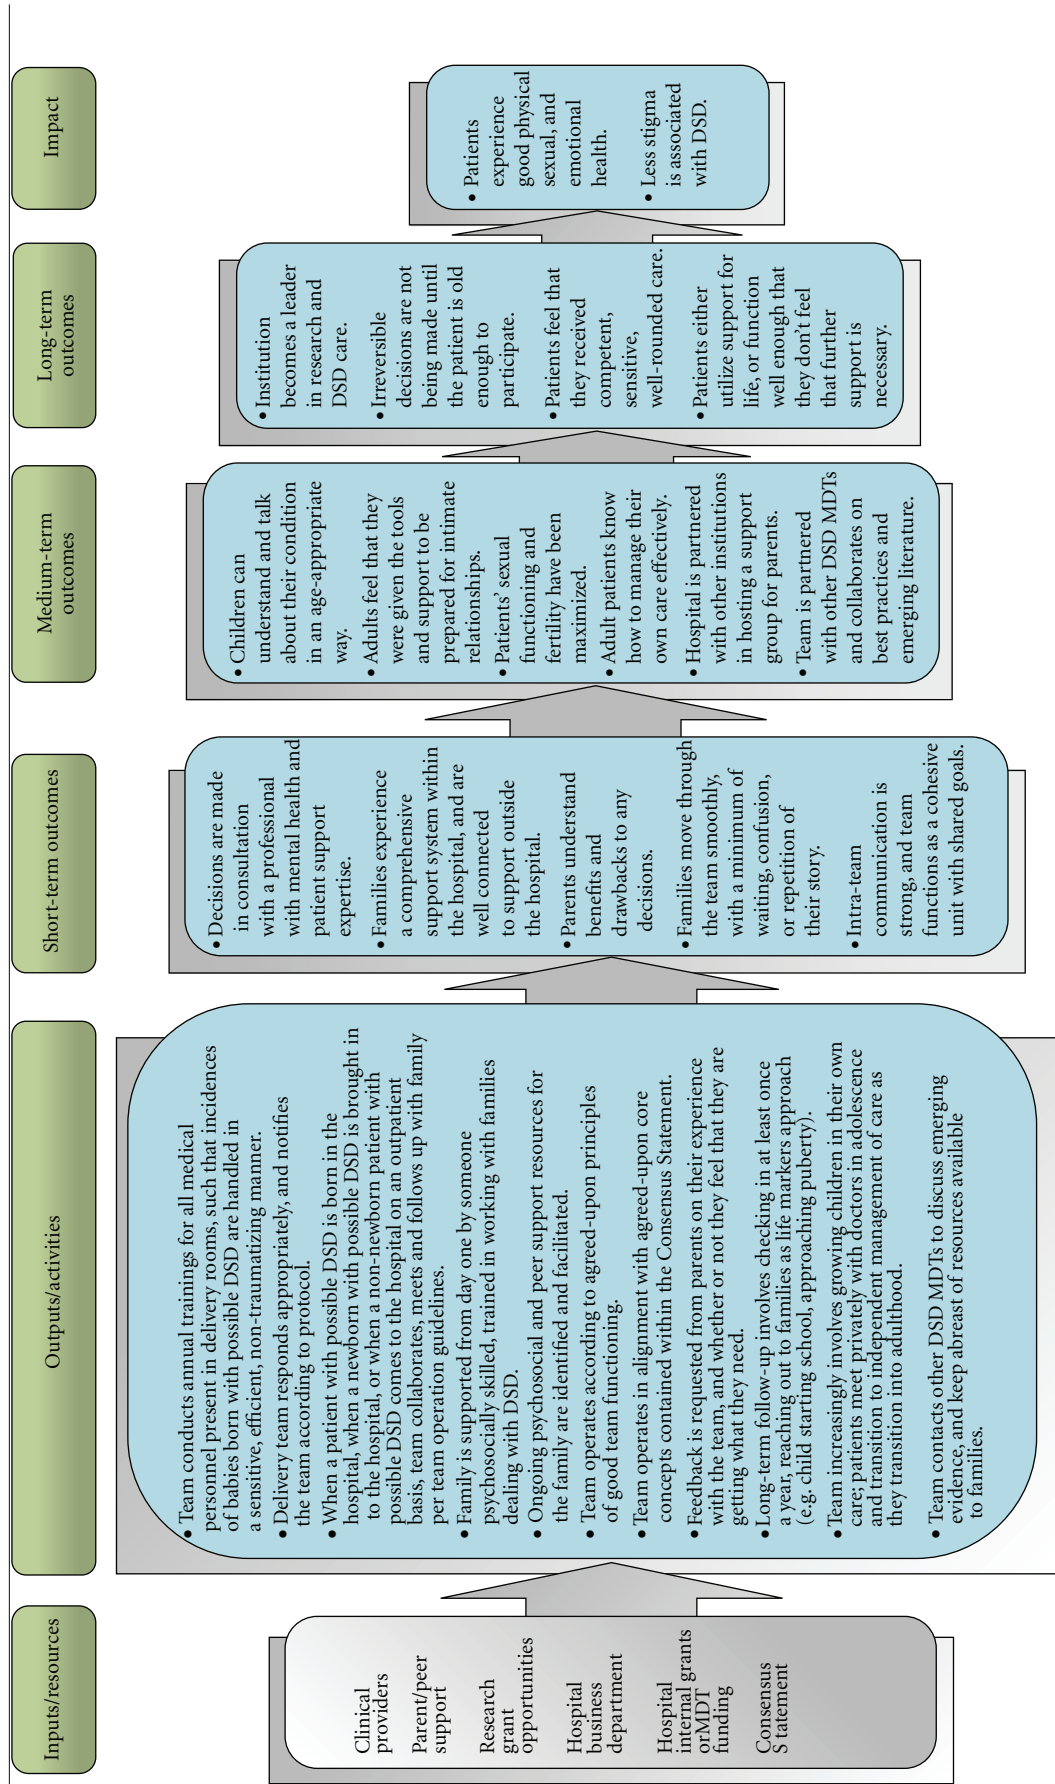 Inputs/resources
Clinical
providers
Parent/peer
support
Research
grant
opportunities
Hospital
business
department
Hospital
internal grants
orMDT
funding
Consensus
S tatement
Outputs/activities
• Team conducts annual trainings for all medical
personnel present in delivery rooms, such that incidences
of babies born with possible DSD are handled in
a sensitive, efficient, non-traumatizing manner.
• Delivery team responds appropriately, and notifies
the team according to protocol.
• When a patient with possible DSD is born in the
hospital, when a newborn with possible DSD is brought in
to the hospital, or when a non-newborn patient with
possible DSD comes to the hospital on an outpatient
basis, team collaborates, meets and follows up with family
per team operation guidelines.
• Family is supported from day one by someone
psychosocially skilled, trained in working with families
dealing with DSD.
• Ongoing psychosocial and peer support resources for
the family are identified and facilitated.
• Team operates according to agreed-upon principles
of good team functioning.
• Team operates in alignment with agreed-upon core
concepts contained within the Consensus Statement.
• Feedback is requested from parents on their experience
with the team, and whether or not they feel that they are
getting what they need.
• Long-term follow-up involves checking in at least once
a year, reaching out to families as life markers approach
(e.g. child starting school, approaching puberty).
• Team increasingly involves growing children in their own
care; patients meet privately with doctors in adolescence
and transition to independent management of care as
they transition into adulthood.
• Team contacts other DSD MDTs to discuss emerging
evidence, and keep abreast of resources available
to families.
Short-term outcomes
• Decisions are made
in consultation
with a professional
with mental health and
patient support
expertise.
• Families experience
a comprehensive
support system within
the hospital, and are
well connected
to support outside
the hospital.
• Parents understand
benefits and
drawbacks to any
decisions.
• Families move through
the team smoothly,
with a minimum of
waiting, confusion,
or repetition of
their story.
• Intra-team
communication is
strong, and team
functions as a cohesive
unit with shared goals.
Medium-term
outcomes
• Children can
understand and talk
about their condition
in an age-appropriate
way.
• Adults feel that they
were given the tools
and support to be
prepared for intimate
relationships.
• Patients’ sexual
functioning and
fertility have been
maximized.
• Adult patients know
how to manage their
own care effectively.
• Hospital is partnered
with other institutions
in hosting a support
group for parents.
• Team is partnered
with other DSD MDTs
and collaborates on
best practices and
emerging literature.
Long-term
outcomes
• Institution
becomes a leader
in research and
DSD care.
• Irreversible
decisions are not
being made until
the patient is old
enough to
participate.
• Patients feel that
they received
competent,
sensitive,
well-rounded care.
• Patients either
utilize support for
life, or function
well enough that
they don’t feel
that further
support is
necessary.
Impact
• Patients
experience
good physical
sexual, and
emotional
health.
• Less stigma
is associated
with DSD.